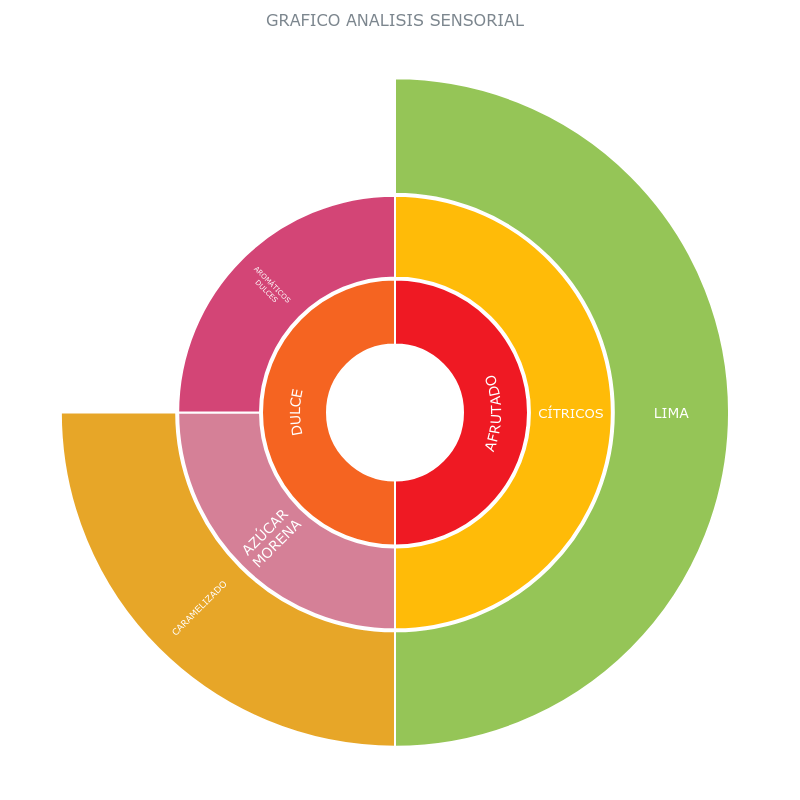 GRAFICO ANALISIS SENSORIAL
AROMÁTICOS
DULCES
DULCE
AFRUTADO
CÍTRICOS
LIMA
AZÚCAR
MORENA
CARAMELIZADO